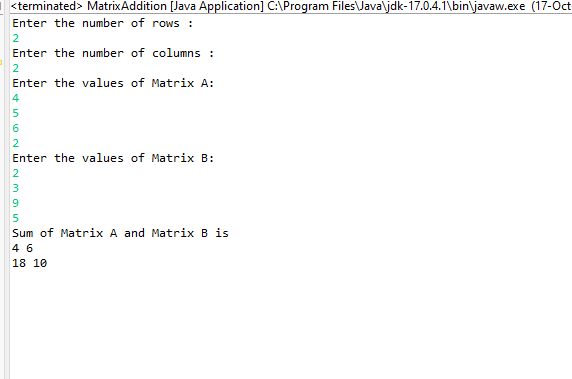 <terminated> MatrixAddition [Java Application] C:\Program Files\Java\jdk-17.0.4.1\bin\javaw.exe (17-Oct
Enter the number of rows :
2
Enter the number of columns :
2
Enter the values of Matrix A:
4
5
6
2
Enter the values of Matrix B:
2
3
9
5
Sum of Matrix A and Matrix B is
4 6
18 10